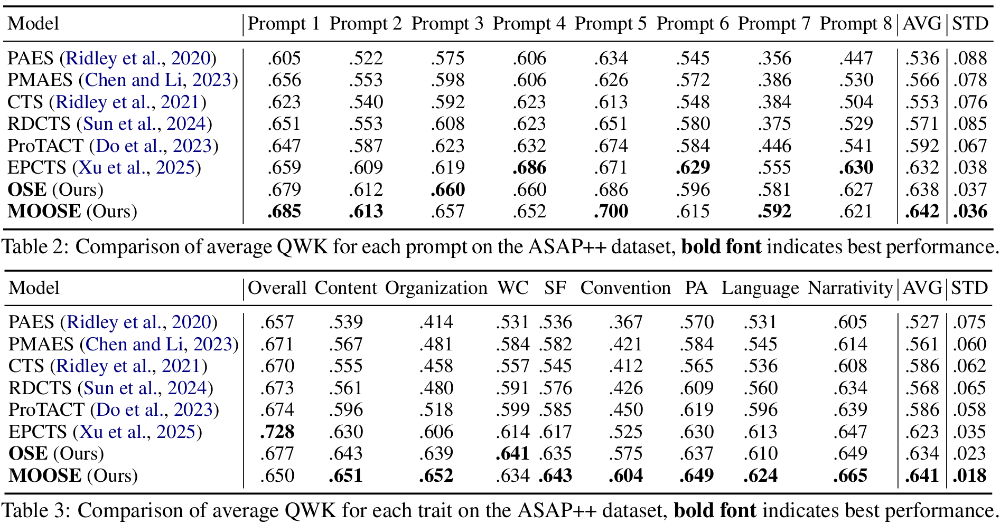 Model Prompt 1 Prompt 2 Prompt 3 Prompt 4 Prompt 5 Prompt 6 Prompt 7 Prompt 8 AVG STD
PAES (Ridley et al., 2020) .605 .522 .575 .606 .634 .545 .356 .447 .536 .088
PMAES (Chen and Li, 2023) .656 .553 .598 .606 .626 .572 .386 .530 .566 .078
CTS (Ridley et al., 2021) .623 .540 .592 .623 .613 .548 .384 .504 .553 .076
RDCTS (Sun et al., 2024) .651 .553 .608 .623 .651 .580 .375 .529 .571 .085
ProTACT (Do et al., 2023) .647 .587 .623 .632 .674 .584 .446 .541 .592 .067
EPCTS (Xu et al., 2025) .659 .609 .619 .686 .671 .629 .555 .630 .632 .038
OSE (Ours) .679 .612 .660 .660 .686 .596 .581 .627 .638 .037
MOOSE (Ours) .685 .613 .657 .652 .700 .615 .592 .621 .642 .036
Table 2: Comparison of average QWK for each prompt on the ASAP++ dataset, bold font indicates best performance.
Model Overall Content Organization WC SF Convention PA Language Narrativity AVG STD
PAES (Ridley et al., 2020) .657 .539 .414 .531 .536 .367 .570 .531 .605 .527 .075
PMAES (Chen and Li, 2023) .671 .567 .481 .584 .582 .421 .584 .545 .614 .561 .060
CTS (Ridley et al., 2021) .670 .555 .458 .557 .545 .412 .565 .536 .608 .586 .062
RDCTS (Sun et al., 2024) .673 .561 .480 .591 .576 .426 .609 .560 .634 .568 .065
ProTACT (Do et al., 2023) .674 .596 .518 .599 .585 .450 .619 .596 .639 .586 .058
EPCTS (Xu et al., 2025) .728 .630 .606 .614 .617 .525 .630 .613 .647 .623 .035
OSE (Ours) .677 .643 .639 .641 .635 .575 .637 .610 .649 .634 .023
MOOSE (Ours) .650 .651 .652 .634 .643 .604 .649 .624 .665 .641 .018
Table 3: Comparison of average QWK for each trait on the ASAP++ dataset, bold font indicates best performance.